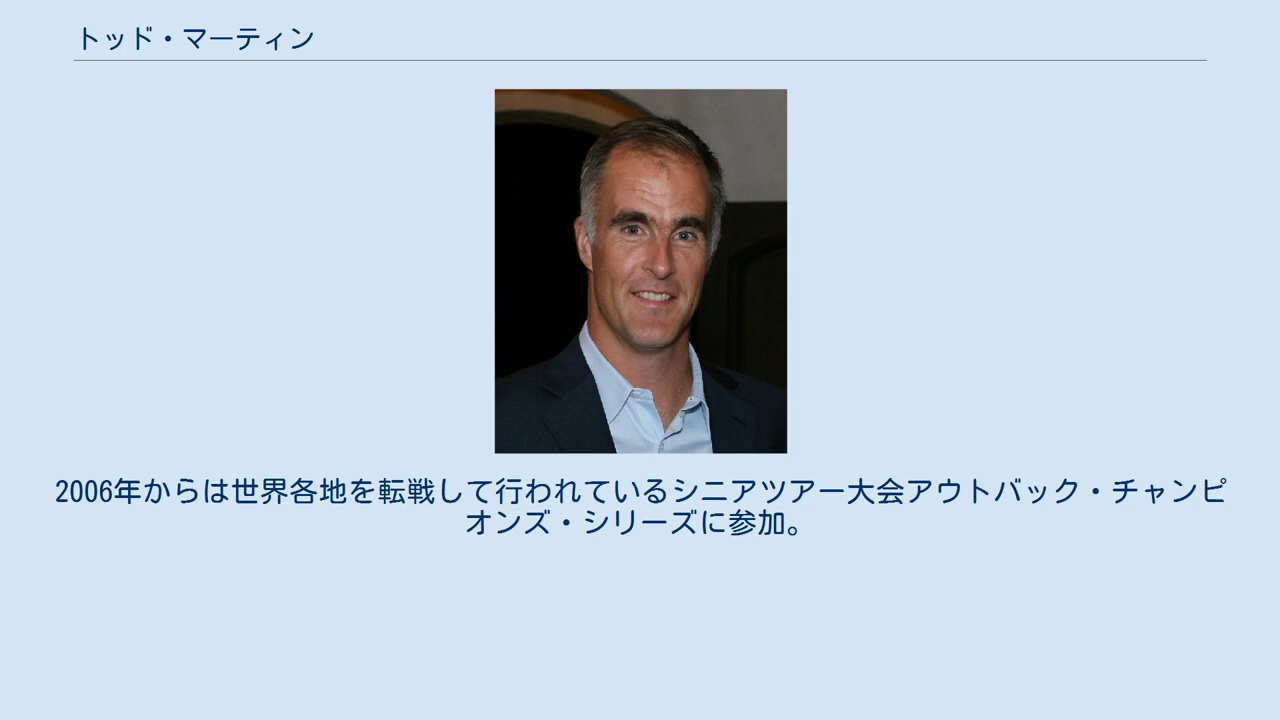 トッド・マーティン
2006年からは世界各地を転戦して行われているシニアツアー大会アウトバック・チャンピ
オンズ・シリーズに参加。